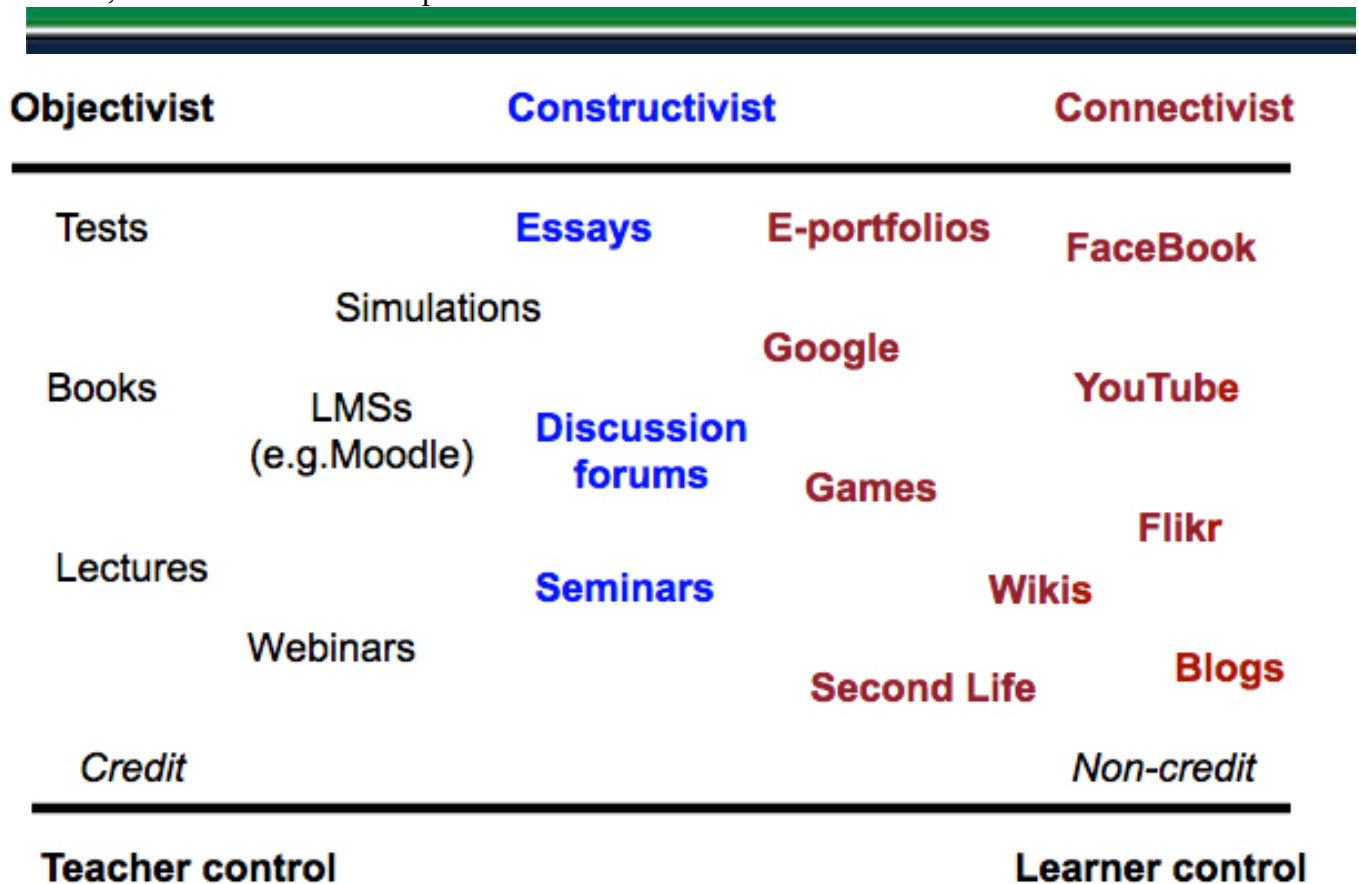 Objectivist Constructivist Connectivist
Tests Essays E-portfolios FaceBook
Simulations
Google
Books YouTube
LMSs
(e.g.Moodle)
Discussion
forums
Games
Flikr
Lectures
Seminars Wikis
Webinars
Blogs
Second Life
Credit Non-credit
Teacher control Learner control